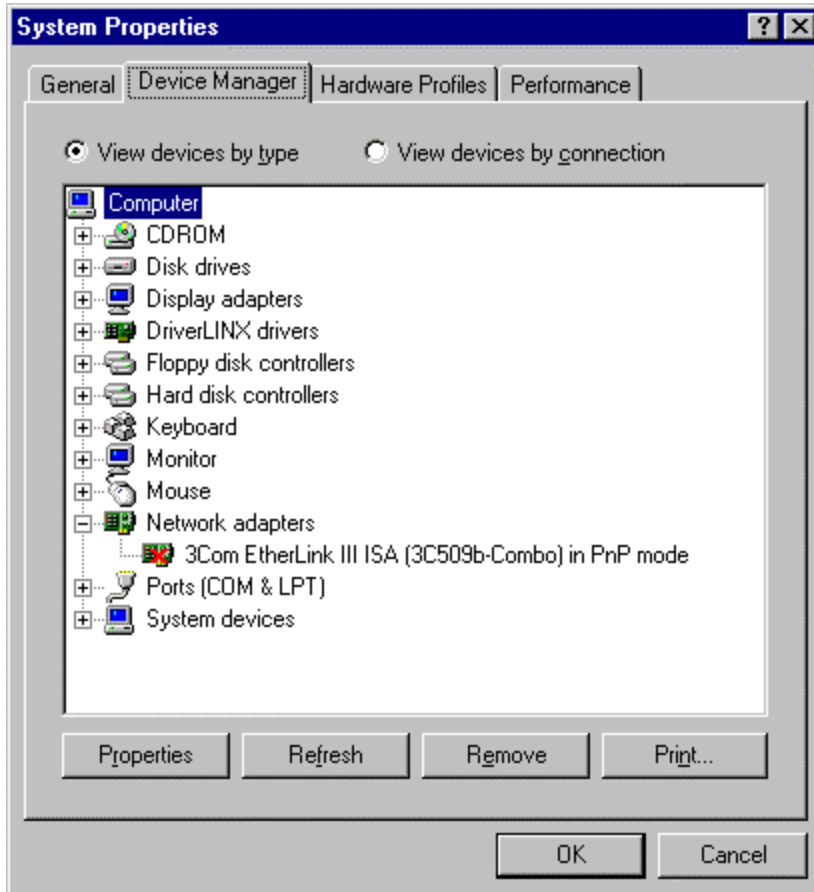 System Properties
General Device Manager Hardware Profiles Performance
View devices by type View devices by connection
Computer
CDROM
Disk drives
Display adapters
DriverLINX drivers
Floppy disk controllers
Hard disk controllers
Keyboard
Monitor
Mouse
Network adapters
3Com EtherLink III ISA (3C509b-Combo) in PnP mode
Ports (COM & LPT)
System devices
Properties Refresh Remove Print...
OK Cancel